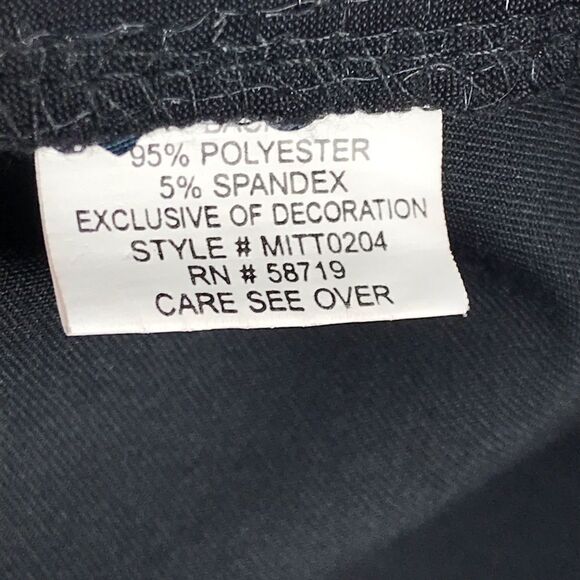 95% POLYESTER
5% SPANDEX
EXCLUSIVE OF DECORATION
STYLE # MITT0204
RN # 58719
CARE SEE OVER